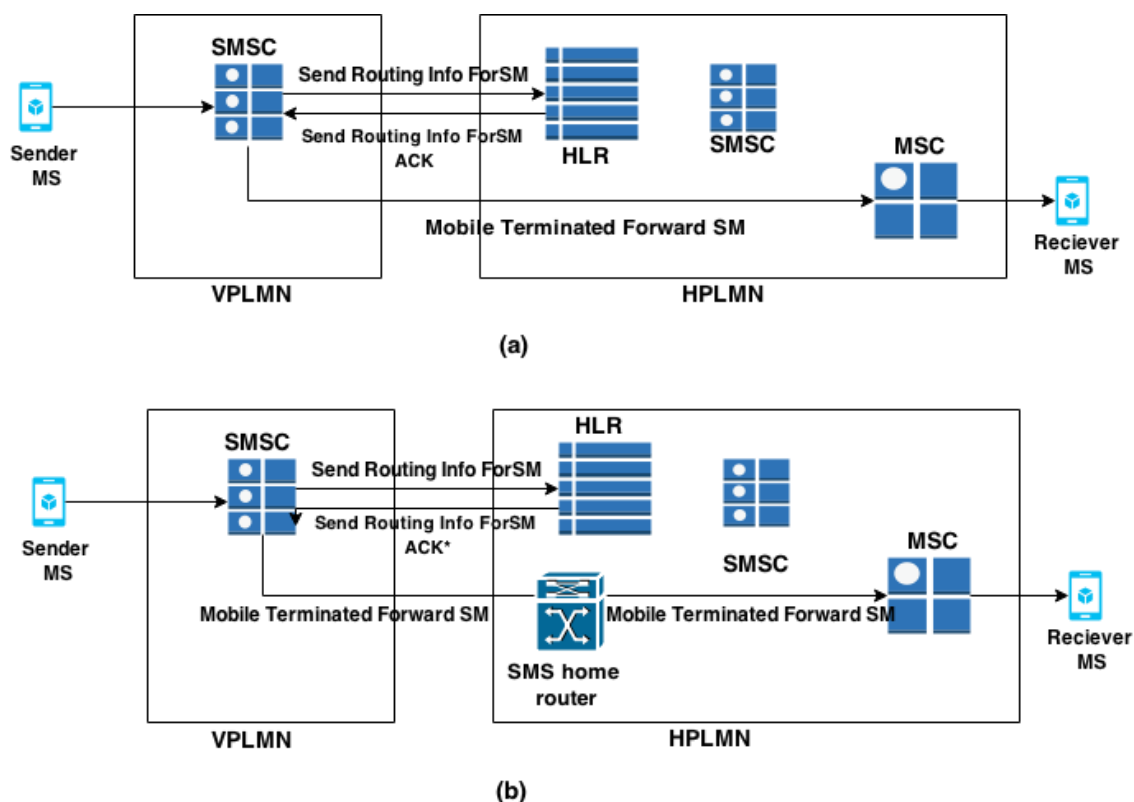 SMSC
Send Routing Info ForSM
Send Routing Info ForSM
ACK
HLR
SMSC
MSC
Sender
MS
Mobile Terminated Forward SM
Reciever
MS
VPLMN
HPLMN
(a)
HLR
SMSC
Send Routing Info ForSM
Send Routing Info ForSM
ACK*
SMSC
MSC
Sender
MS
Mobile Terminated Forward SM
Mobile Terminated Forward SM
Reciever
MS
SMS home
router
VPLMN
HPLMN
(b)